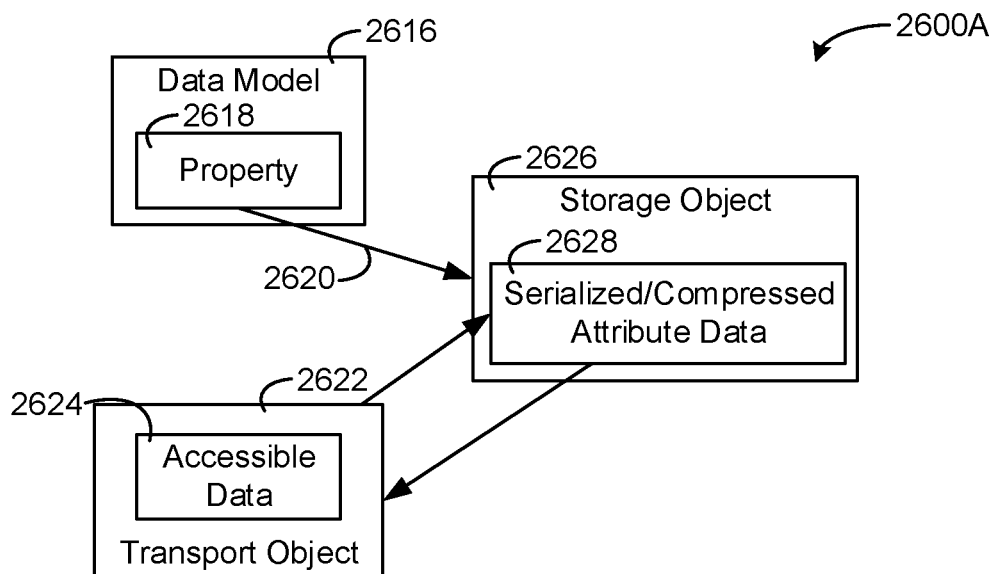 2600A
2616
Data Model
2618
Property
2620
2626
Storage Object
2628
Serialized/Compressed
Attribute Data
2622
2624
Accessible
Data
Transport Object